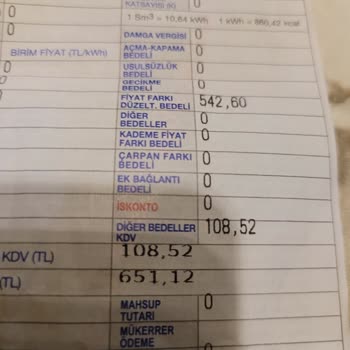 KATSAYISI (K) 0
1 Sm³ = 10,64 kWh 1 kWh = 860,42 kcal
0 DAMGA VERGİSİ 0
BİRİM FİYAT (TL/kWh) AÇMA-KAPAMA BEDELİ 0
0 USULSÜZLÜK BEDELİ 0
0 GECİKME BEDELİ 0
FİYAT FARKI DÜZELT. BEDELİ 542,60
DİĞER BEDELLER 0
KADEME FİYAT FARKI BEDELİ 0
ÇARPAN FARKI BEDELİ 0
EK BAĞLANTI BEDELİ 0
İSKONTO 0
DİĞER BEDELLER KDV 108,52
KDV (TL) 108,52
(TL) 651,12
MAHSUP TUTARI 0
MÜKERRER ÖDEME 0